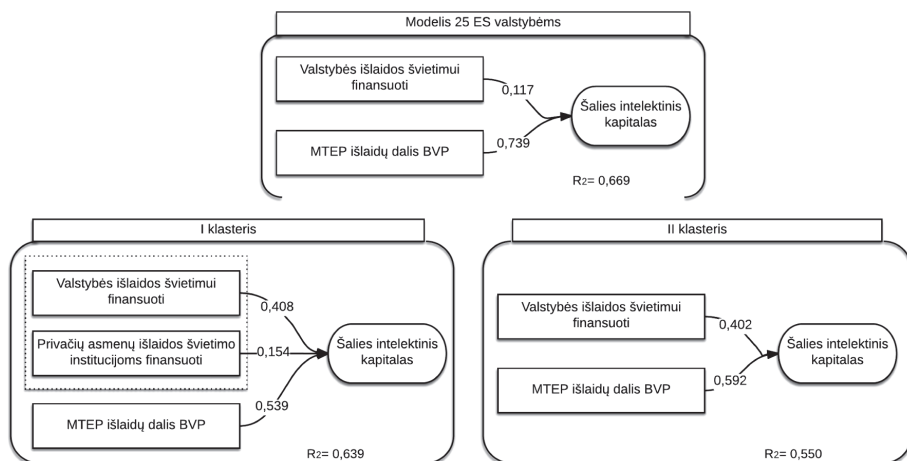 Modelis 25 ES valstybėms
Valstybės išlaidos švietimui
finansuoti
0,117
Šalies intelektinis
kapitalas
MTEP išlaidų dalis BVP
0,739
R2= 0,669
I klasteris
Valstybės išlaidos švietimui
finansuoti
0,408
Privačių asmenų išlaidos švietimo
institucijoms finansuoti
0,154
Šalies intelektinis
kapitalas
MTEP išlaidų dalis BVP
0,539
R2= 0,639
II klasteris
Valstybės išlaidos švietimui
finansuoti
0,402
Šalies intelektinis
kapitalas
MTEP išlaidų dalis BVP
0,592
R2= 0,550